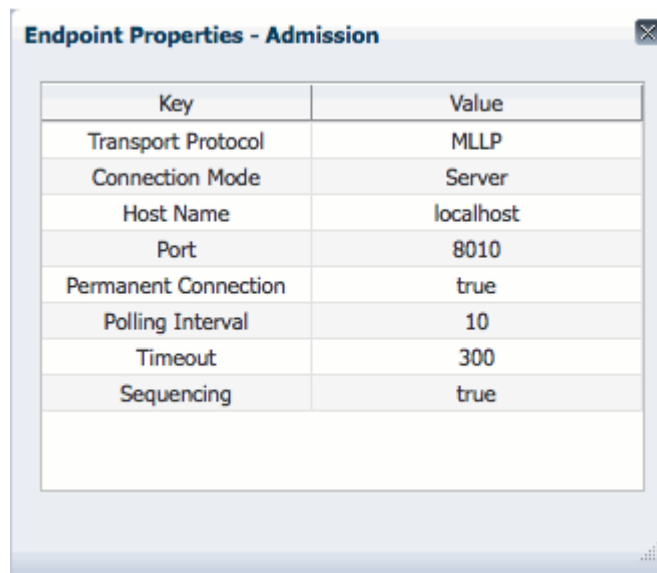 Endpoint Properties - Admission
Key Value
Transport Protocol MLLP
Connection Mode Server
Host Name localhost
Port 8010
Permanent Connection true
Polling Interval 10
Timeout 300
Sequencing true